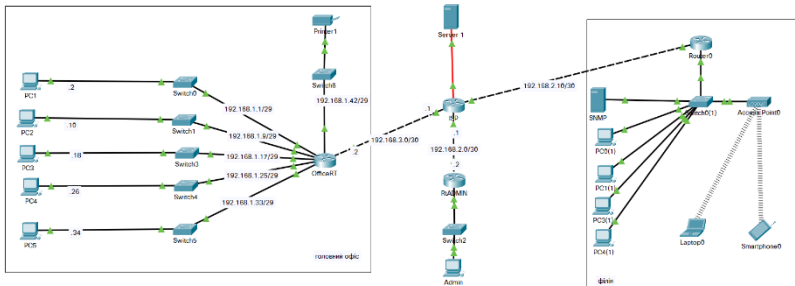 Printer1
Server 1
Router0
Switch6
.2
PC1
Switch0
192.168.1.1/29
192.168.1.42/29
192.168.2.10/30
.10
PC2
Switch1
192.168.1.9/29
.1
ISP
SNMP
Switch0(1)
Access Point0
.18
PC3
Switch3
192.168.1.17/29
192.168.3.0/30
.1
.2
OfficeRT
192.168.2.0/30
PC0(1)
.26
PC4
Switch4
192.168.1.25/29
.2
RtADMIN
PC1(1)
192.168.1.33/29
.34
PC5
Switch5
PC3(1)
Switch2
PC4(1)
Laptop0
Smartphone0
головний офіс
Admin
філія